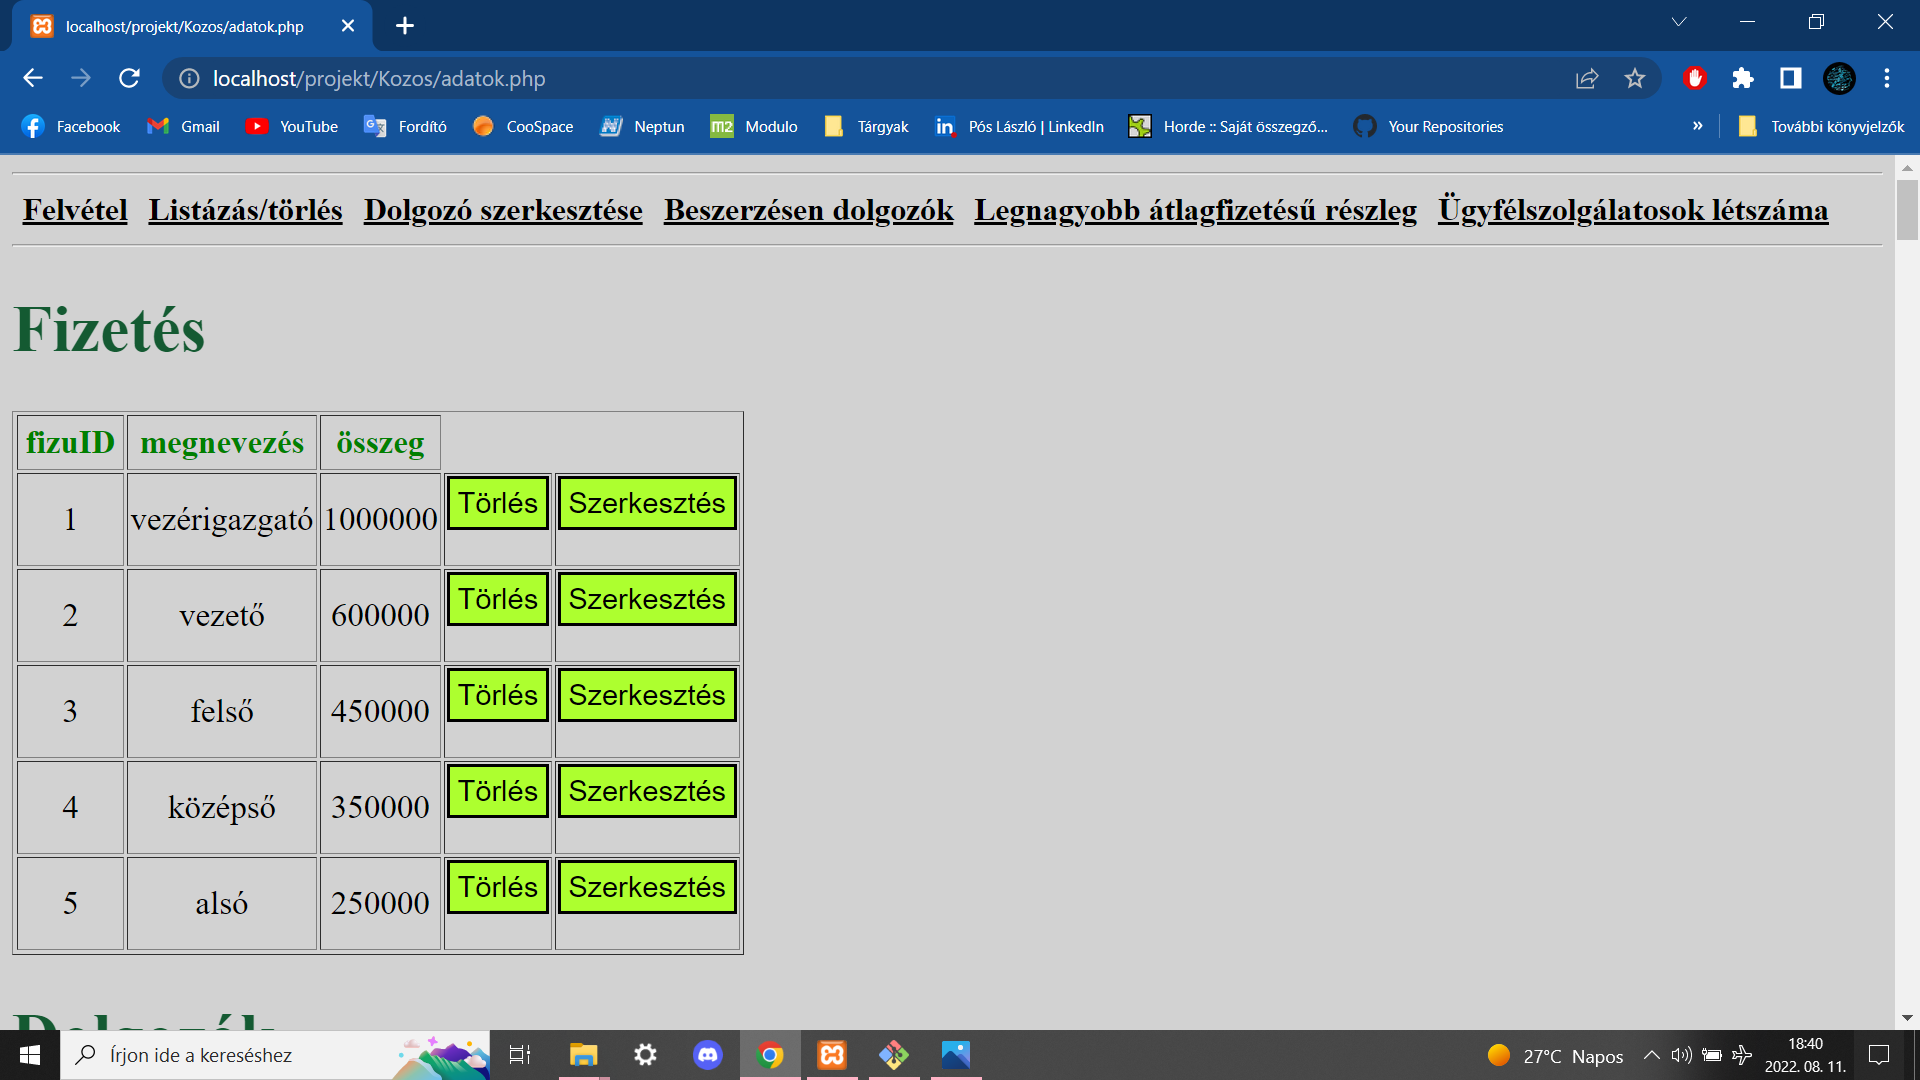 localhost/projekt/Kozos/adatok.php
localhost/projekt/Kozos/adatok.php
Facebook Gmail YouTube Fordító CooSpace Neptun m2 Modulo Tárgyak in Pós László | LinkedIn Horde :: Saját összegző... Your Repositories » További könyvjelzők
Felvétel Listázás/törlés Dolgozó szerkesztése Beszerzésen dolgozók Legnagyobb átlagfizetésű részleg Ügyfélszolgálatosok létszáma
Fizetés
fizuID megnevezés összeg
1 vezérigazgató 1000000 Törlés Szerkesztés
2 vezető 600000 Törlés Szerkesztés
3 felső 450000 Törlés Szerkesztés
4 középső 350000 Törlés Szerkesztés
5 alsó 250000 Törlés Szerkesztés
Dolgozók
Írjon ide a kereséshez
27°C Napos
18:40
2022. 08. 11.